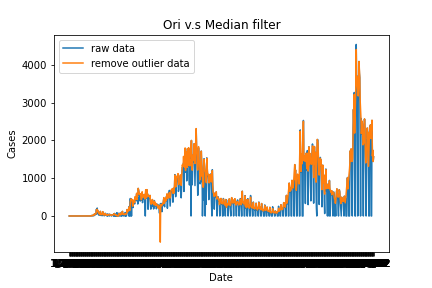 Ori v.s Median filter
raw data
remove outlier data
Cases
4000
3000
2000
1000
0
Date